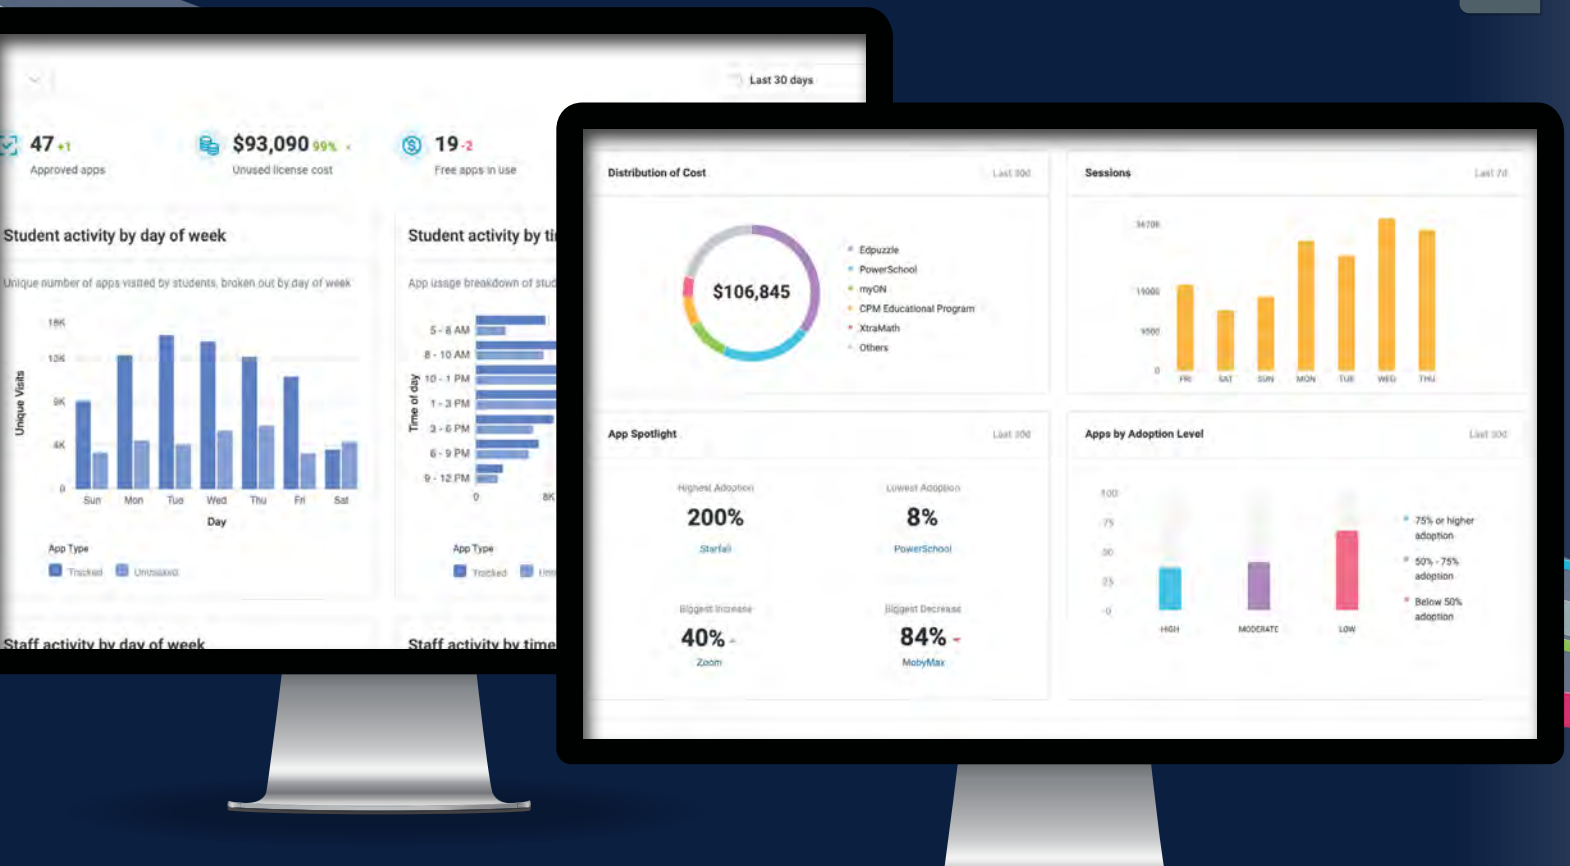 Last 30 days
47 +1
Approved apps
$93,090 99%
Unused license cost
19 -2
Free apps in use
Student activity by day of week
Unique number of apps visited by students, broken out by day of week
Unique Visits
18K
12K
9K
4K
0
Sun Mon Tue Wed Thu Fri Sat
Day
App Type
Tracked Untracked
Student activity by ti
App usage breakdown of stud
Time of day
5 - 8 AM
8 - 10 AM
10 - 1 PM
1 - 3 PM
3 - 6 PM
6 - 9 PM
9 - 12 PM
0 8K
App Type
Tracked
Staff activity by day of week
Staff activity by time
Distribution of Cost
Last 30d
$106,845
Edpuzzle
PowerSchool
myON
CPM Educational Program
XtraMath
Others
Sessions
Last 7d
0
FRI SAT SUN MON TUE WED THU
App Spotlight
Last 30d
Highest Adoption
200%
Starfall
Lowest Adoption
8%
PowerSchool
Biggest Increase
40%
Zoom
Biggest Decrease
84%
MobyMax
Apps by Adoption Level
Last 30d
100
75
50
25
0
HIGH MODERATE LOW
75% or higher
adoption
50% - 75%
adoption
Below 50%
adoption